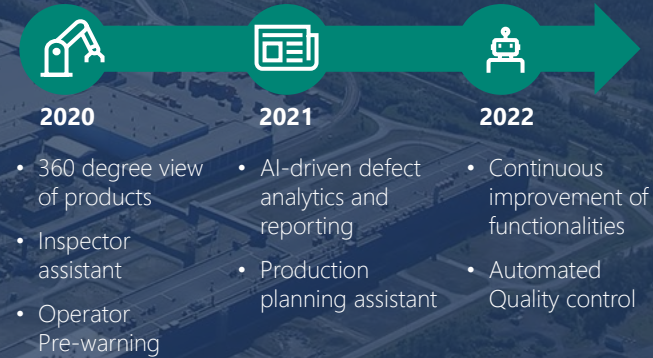 2020
• 360 degree view
of products
• Inspector
assistant
• Operator
Pre-warning
2021
• AI-driven defect
analytics and
reporting
• Production
planning assistant
2022
• Continuous
improvement of
functionalities
• Automated
Quality control